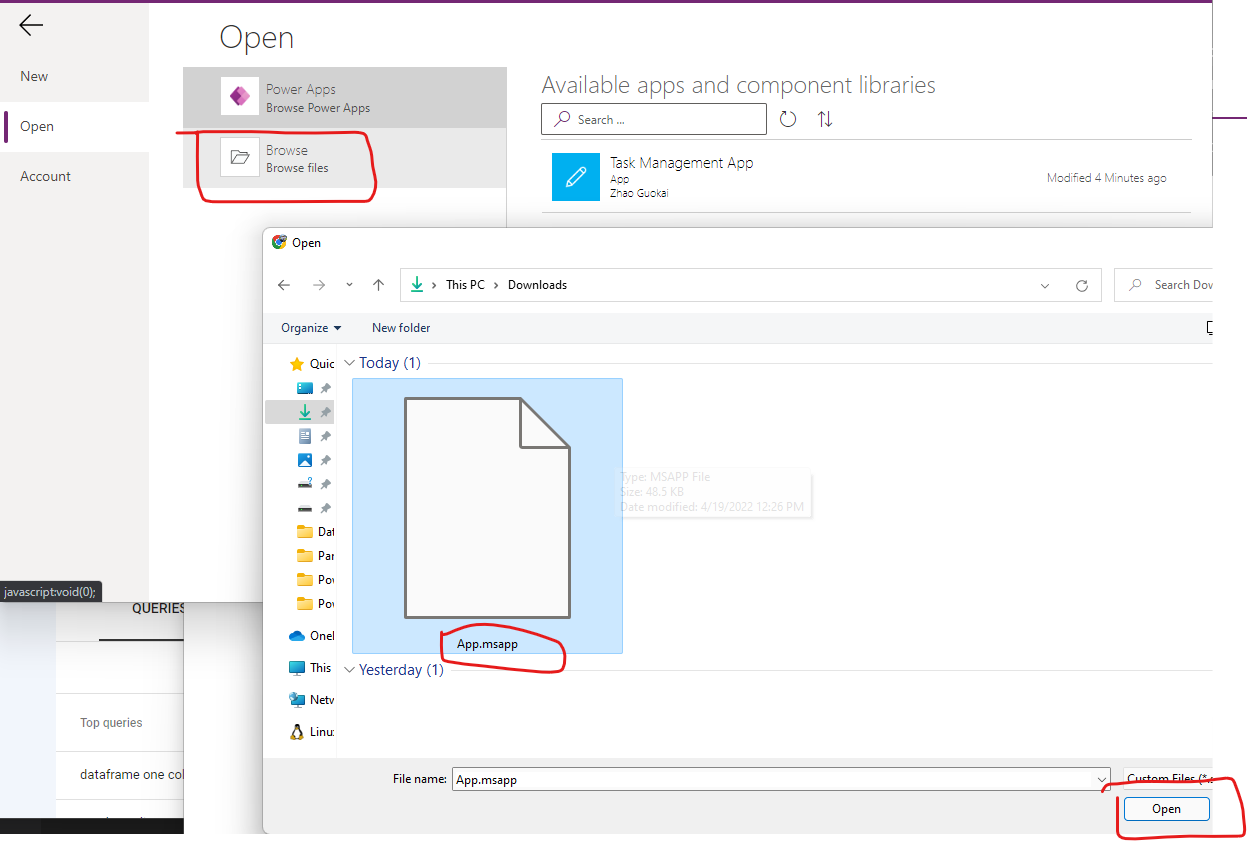 Open
New
Open
Account
Power Apps
Browse Power Apps
Browse
Browse files
Available apps and component libraries
Search ...
Task Management App
App
Zhao Guokai
Modified 4 Minutes ago
Open
This PC
Downloads
Search Dow
Organize
New folder
Quic
Today (1)
Type: MSAPP File
Size: 48.5 KB
Date modified: 4/19/2022 12:26 PM
Dat
Par
Pov
Pov
OneI
This
Netw
Linu
App.msapp
Yesterday (1)
javascript:void(0);
QUERIES
Top queries
dataframe one col
File name:
App.msapp
Custom Files (*.
Open